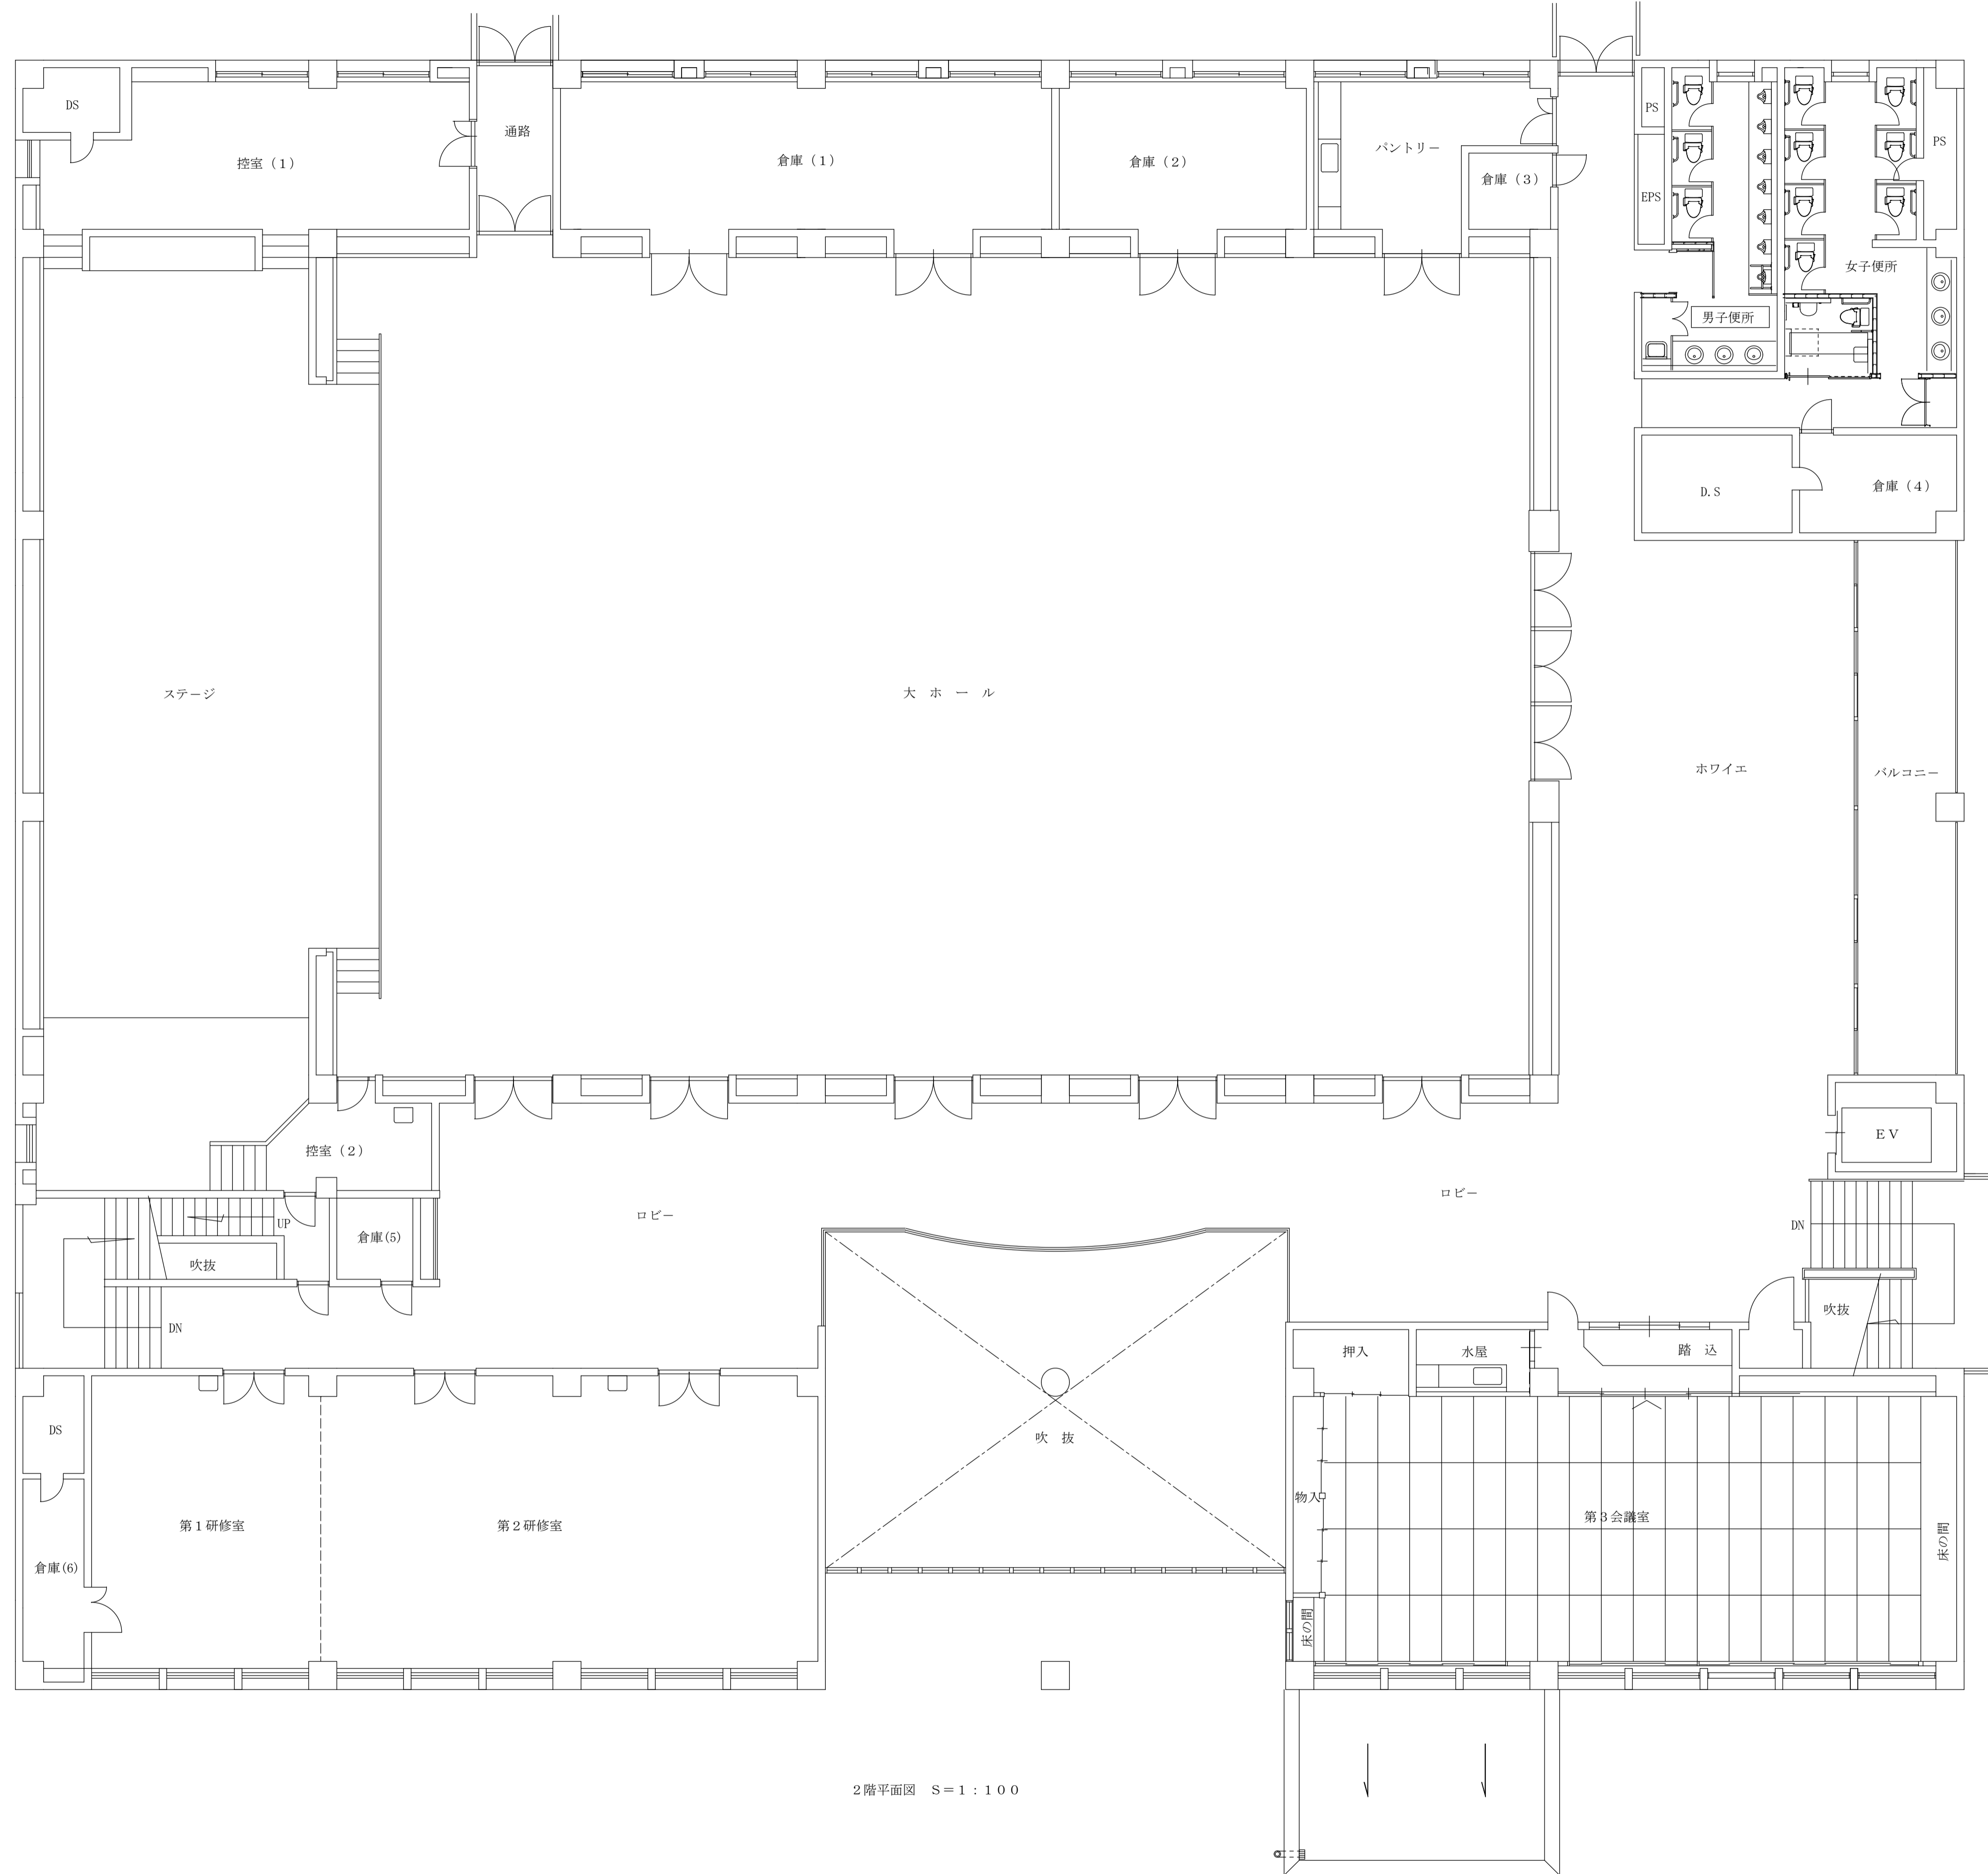 DS
通路
控室（１）
倉庫（１）
倉庫（２）
パントリー
倉庫（３）
PS
EPS
PS
女子便所
男子便所
D.S
倉庫（４）
ステージ
大　ホ　ー　ル
ホワイエ
バルコニー
控室（２）
ＥＶ
ロビー
ロビー
UP
倉庫(5)
吹抜
DN
DN
吹抜
押入
水屋
踏　込
DS
吹　抜
物入
第３会議室
床の間
第１研修室
第２研修室
倉庫(6)
床の間
２階平面図　Ｓ＝１：１００